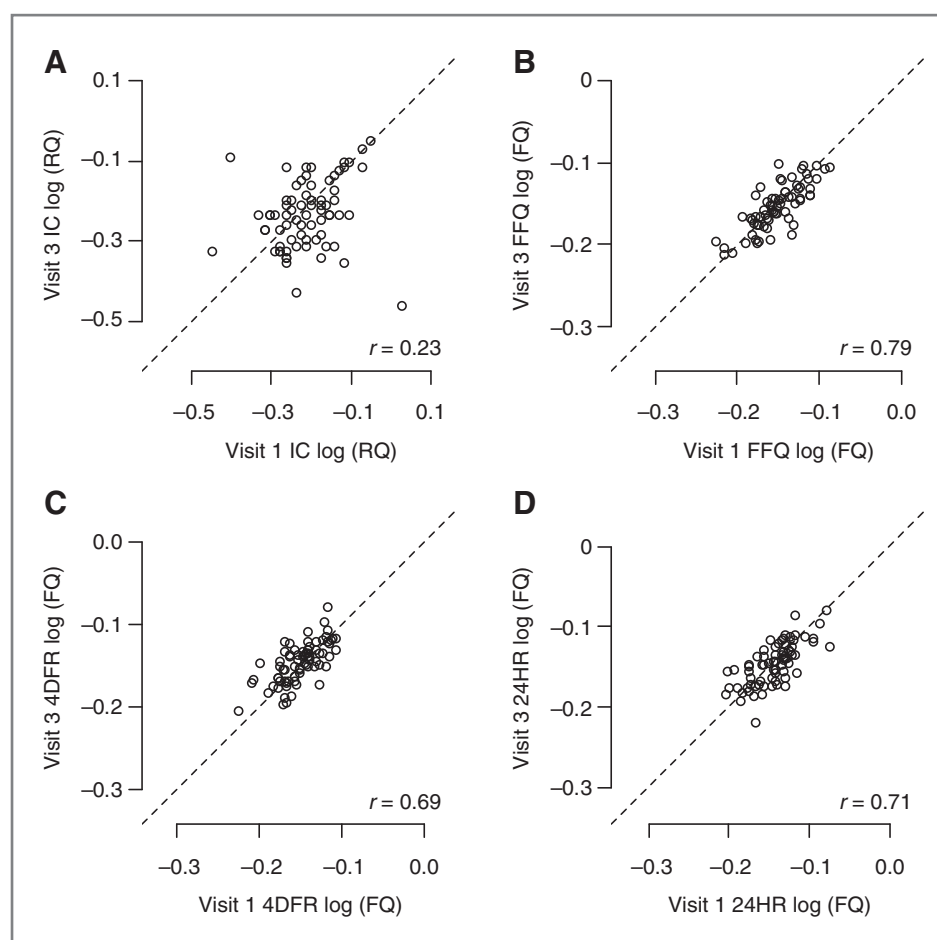 A
0.1
−0.1
−0.3
−0.5
Visit 3 IC log (RQ)
r = 0.23
−0.5 −0.3 −0.1 0.1
Visit 1 IC log (RQ)
B
0
−0.1
−0.2
−0.3
Visit 3 FFQ log (FQ)
r = 0.79
−0.3 −0.2 −0.1 0.0
Visit 1 FFQ log (FQ)
C
0.0
−0.1
−0.2
−0.3
Visit 3 4DFR log (FQ)
r = 0.69
−0.3 −0.2 −0.1 0.0
Visit 1 4DFR log (FQ)
D
0
−0.1
−0.2
−0.3
Visit 3 24HR log (FQ)
r = 0.71
−0.3 −0.2 −0.1 0.0
Visit 1 24HR log (FQ)